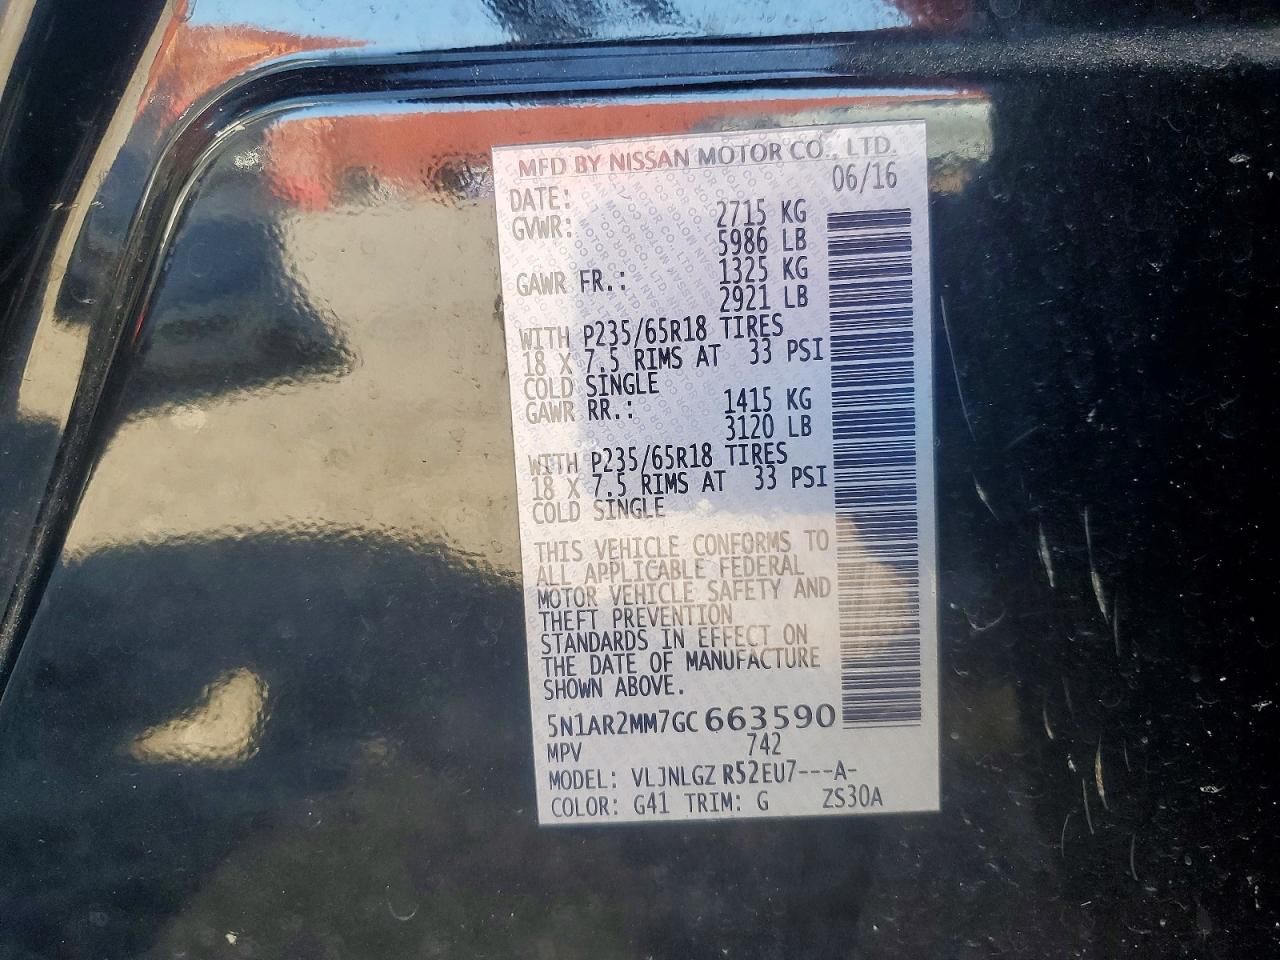 MFD BY NISSAN MOTOR CO., LTD.
DATE: 06/16
GVWR: 2715 KG
5986 LB
GAWR FR.: 1325 KG
2921 LB
WITH P235/65R18 TIRES
18 X 7.5 RIMS AT 33 PSI
COLD SINGLE
GAWR RR.: 1415 KG
3120 LB
WITH P235/65R18 TIRES
18 X 7.5 RIMS AT 33 PSI
COLD SINGLE
THIS VEHICLE CONFORMS TO
ALL APPLICABLE FEDERAL
MOTOR VEHICLE SAFETY AND
THEFT PREVENTION
STANDARDS IN EFFECT ON
THE DATE OF MANUFACTURE
SHOWN ABOVE.
5N1AR2MM7GC663590
MPV 742
MODEL: VLJNLGZ R52EU7---A-
COLOR: G41 TRIM: G ZS30A